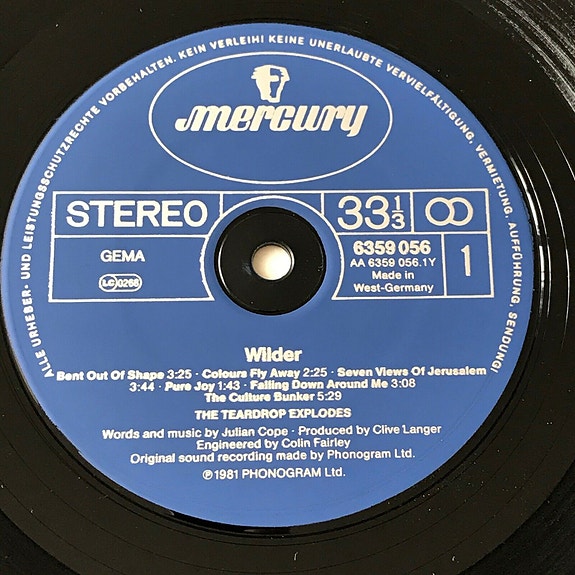 ALLE URHEBER- UND LEISTUNGSSCHUTZRECHTE VORBEHALTEN. KEIN VERLEIH! KEINE UNERLAUBTE VERVIELFÄLTIGUNG, VERMIETUNG, AUFFÜHRUNG, SENDUNG!
mercury
STEREO
33 1/3
GEMA
LC 0268
6359 056
AA 6359 056.1Y
Made in
West-Germany
1
Wilder
Bent Out Of Shape 3:25 · Colours Fly Away 2:25 · Seven Views Of Jerusalem
3:44 · Pure Joy 1:43 · Falling Down Around Me 3:08
The Culture Bunker 5:29
THE TEARDROP EXPLODES
Words and music by Julian Cope · Produced by Clive Langer
Engineered by Colin Fairley
Original sound recording made by Phonogram Ltd.
℗ 1981 PHONOGRAM Ltd.